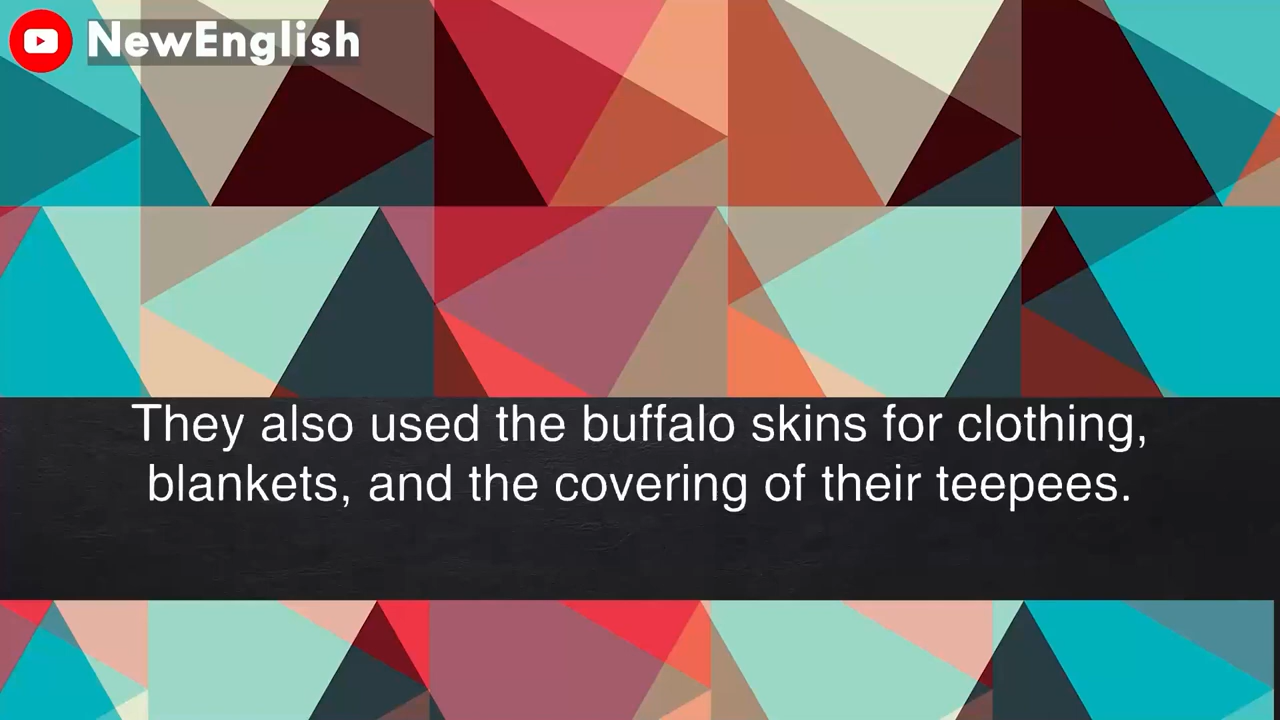 NewEnglish
They also used the buffalo skins for clothing,
blankets, and the covering of their teepees.